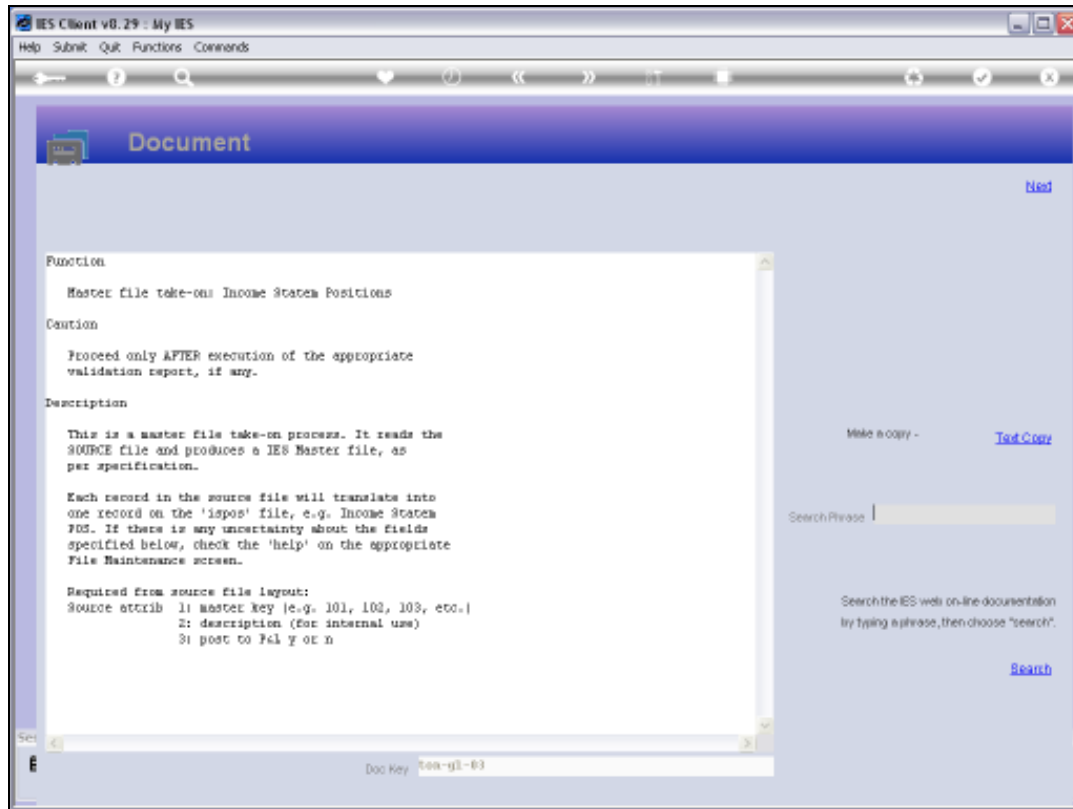 IES Client v8.29 : My IES
Help Submit Quit Functions Commands
Document
Next
Function
Master file take-on: Income Statem Positions
Caution
Proceed only AFTER execution of the appropriate
validation report, if any.
Description
This is a master file take-on process. It reads the
SOURCE file and produces a IES Master file, as
per specification.
Each record in the source file will translate into
one record on the 'ispos' file, e.g. Income Statem
POS. If there is any uncertainty about the fields
specified below, check the 'help' on the appropriate
File Maintenance screen.
Required from source file layout:
Source attrib 1: master key (e.g. 101, 102, 103, etc.)
2: description (for internal use)
3: post to P&L y or n
Make a copy -
Text Copy
Search Phrase
Search the IES web on-line documentation
by typing a phrase, then choose "search".
Search
Doc Key ton-gl-03